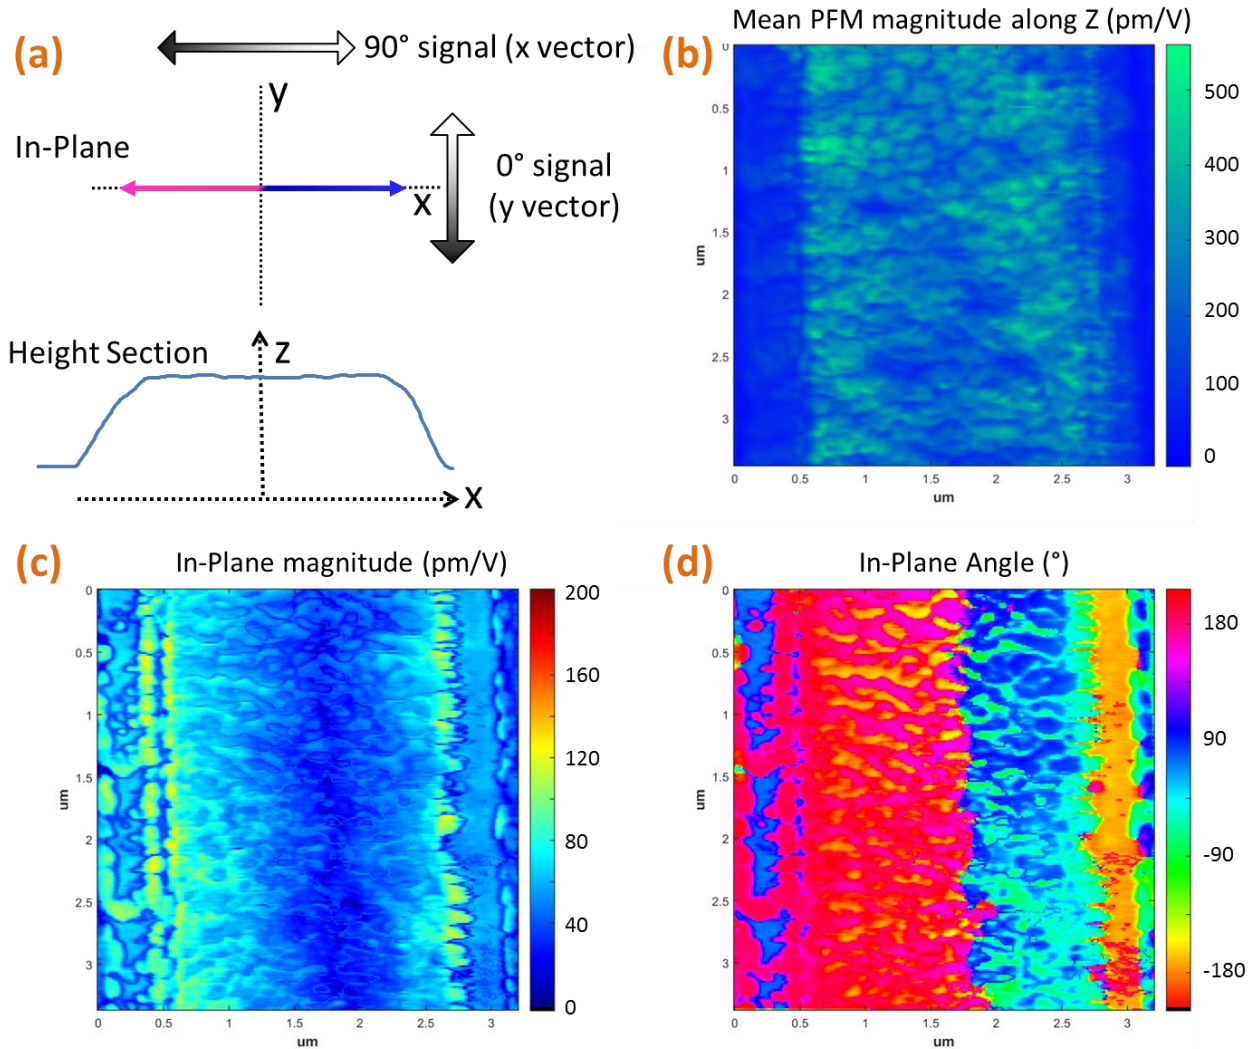 (a)
90° signal (x vector)
y
In-Plane
x
0° signal
(y vector)
Height Section
z
x
(b)
Mean PFM magnitude along Z (pm/V)
0
0.5
1
1.5
2
2.5
3
um
0 0.5 1 1.5 2 2.5 3
um
500
400
300
200
100
0
(c)
In-Plane magnitude (pm/V)
0
0.5
1
1.5
2
2.5
3
um
0 0.5 1 1.5 2 2.5 3
um
200
160
120
80
40
0
(d)
In-Plane Angle (°)
0
0.5
1
1.5
2
2.5
3
um
0 0.5 1 1.5 2 2.5 3
um
180
90
-90
-180